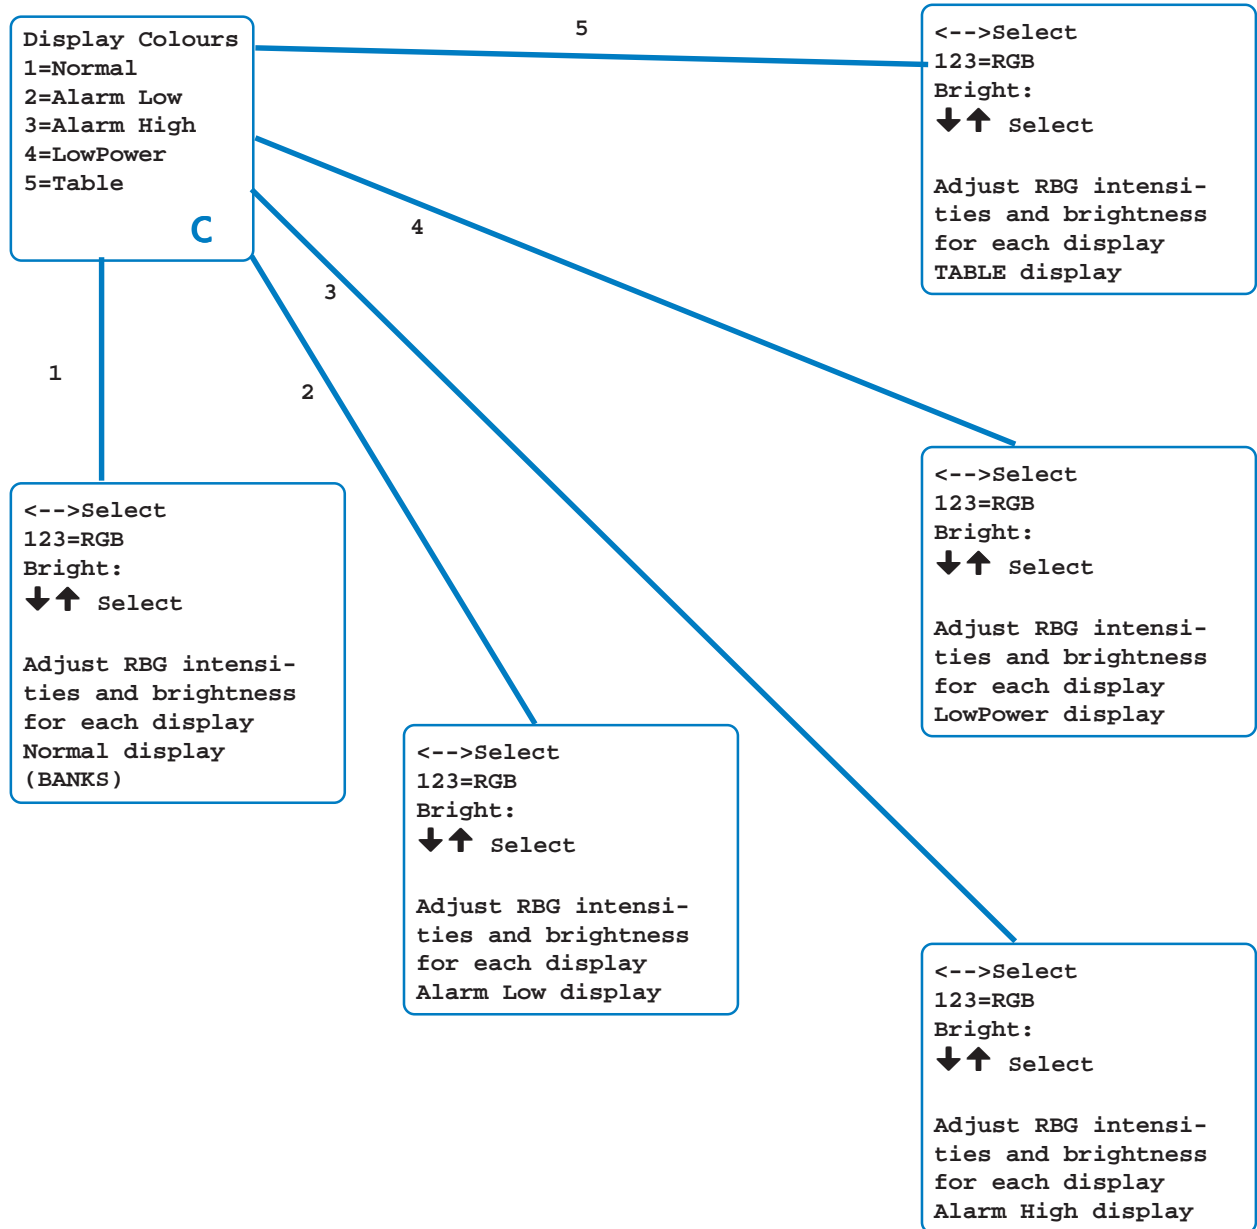 Display Colours
1=Normal
2=Alarm Low
3=Alarm High
4=LowPower
5=Table
C
5
<-->Select
123=RGB
Bright:
↓↑ Select
Adjust RBG intensi-
ties and brightness
for each display
TABLE display
4
3
1
2
<-->Select
123=RGB
Bright:
↓↑ Select
Adjust RBG intensi-
ties and brightness
for each display
LowPower display
<-->Select
123=RGB
Bright:
↓↑ Select
Adjust RBG intensi-
ties and brightness
for each display
Normal display
(BANKS)
<-->Select
123=RGB
Bright:
↓↑ Select
Adjust RBG intensi-
ties and brightness
for each display
Alarm Low display
<-->Select
123=RGB
Bright:
↓↑ Select
Adjust RBG intensi-
ties and brightness
for each display
Alarm High display